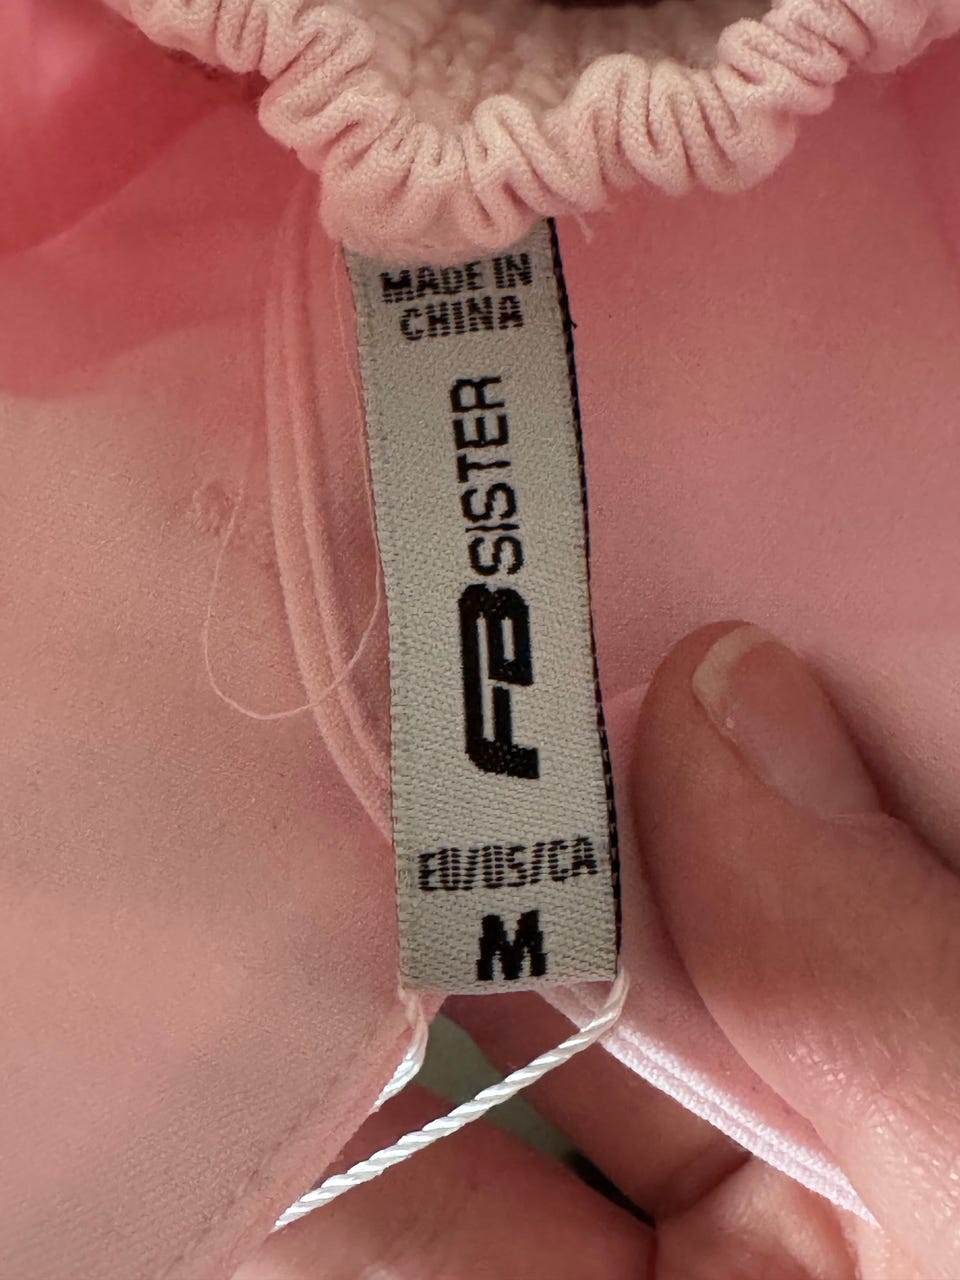 MADE IN
CHINA
FB SISTER
EU/US/CA
M